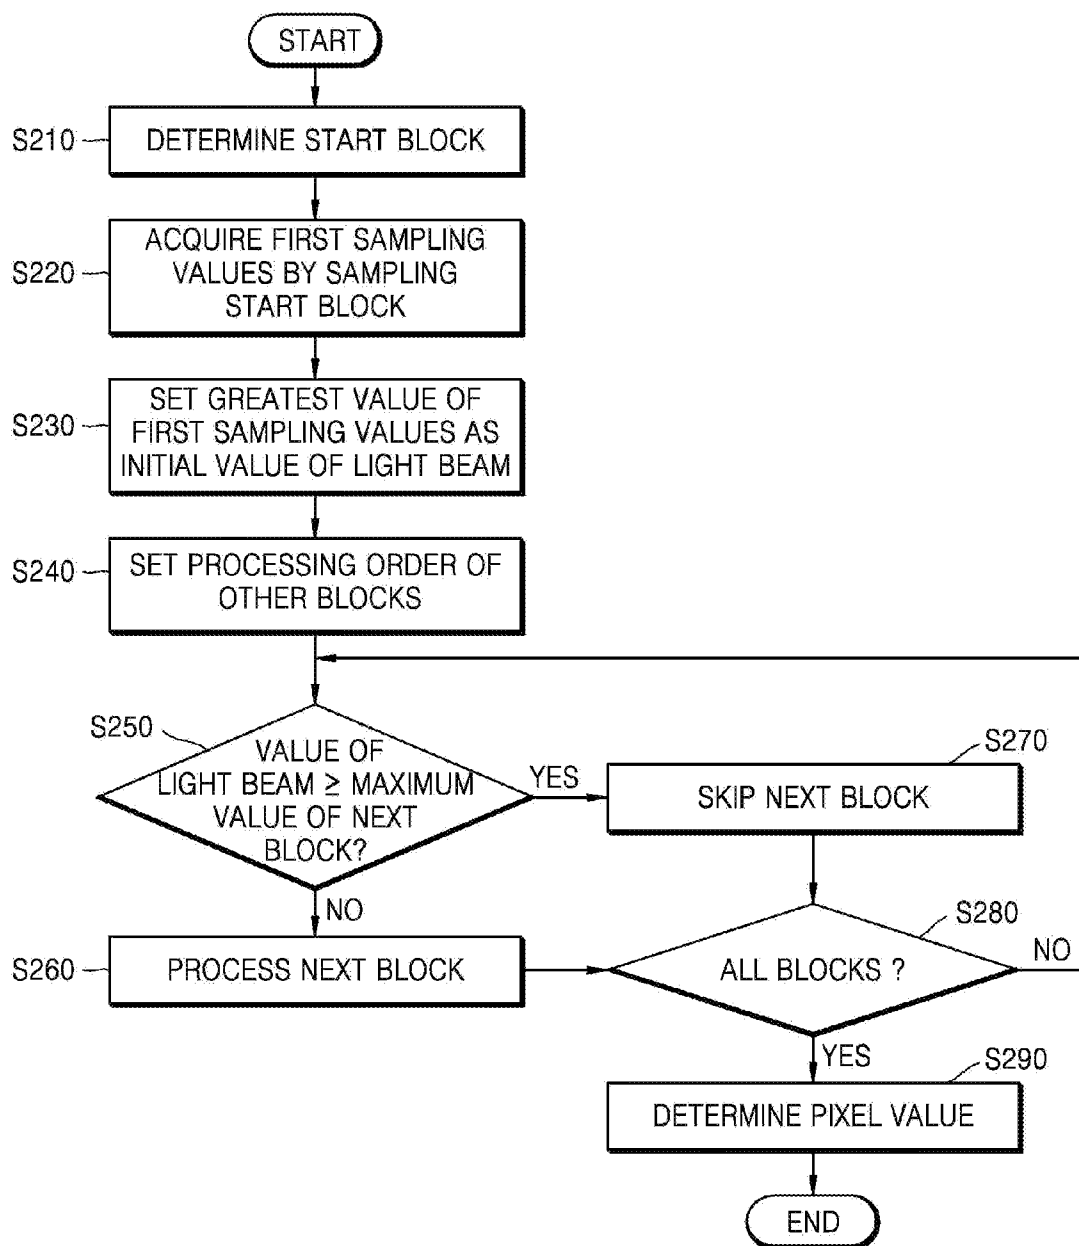 START
S210
DETERMINE START BLOCK
S220
ACQUIRE FIRST SAMPLING
VALUES BY SAMPLING
START BLOCK
S230
SET GREATEST VALUE OF
FIRST SAMPLING VALUES AS
INITIAL VALUE OF LIGHT BEAM
S240
SET PROCESSING ORDER OF
OTHER BLOCKS
S250
VALUE OF
LIGHT BEAM ≥ MAXIMUM
VALUE OF NEXT
BLOCK?
YES
S270
SKIP NEXT BLOCK
NO
S260
PROCESS NEXT BLOCK
S280
ALL BLOCKS ?
NO
YES
S290
DETERMINE PIXEL VALUE
END